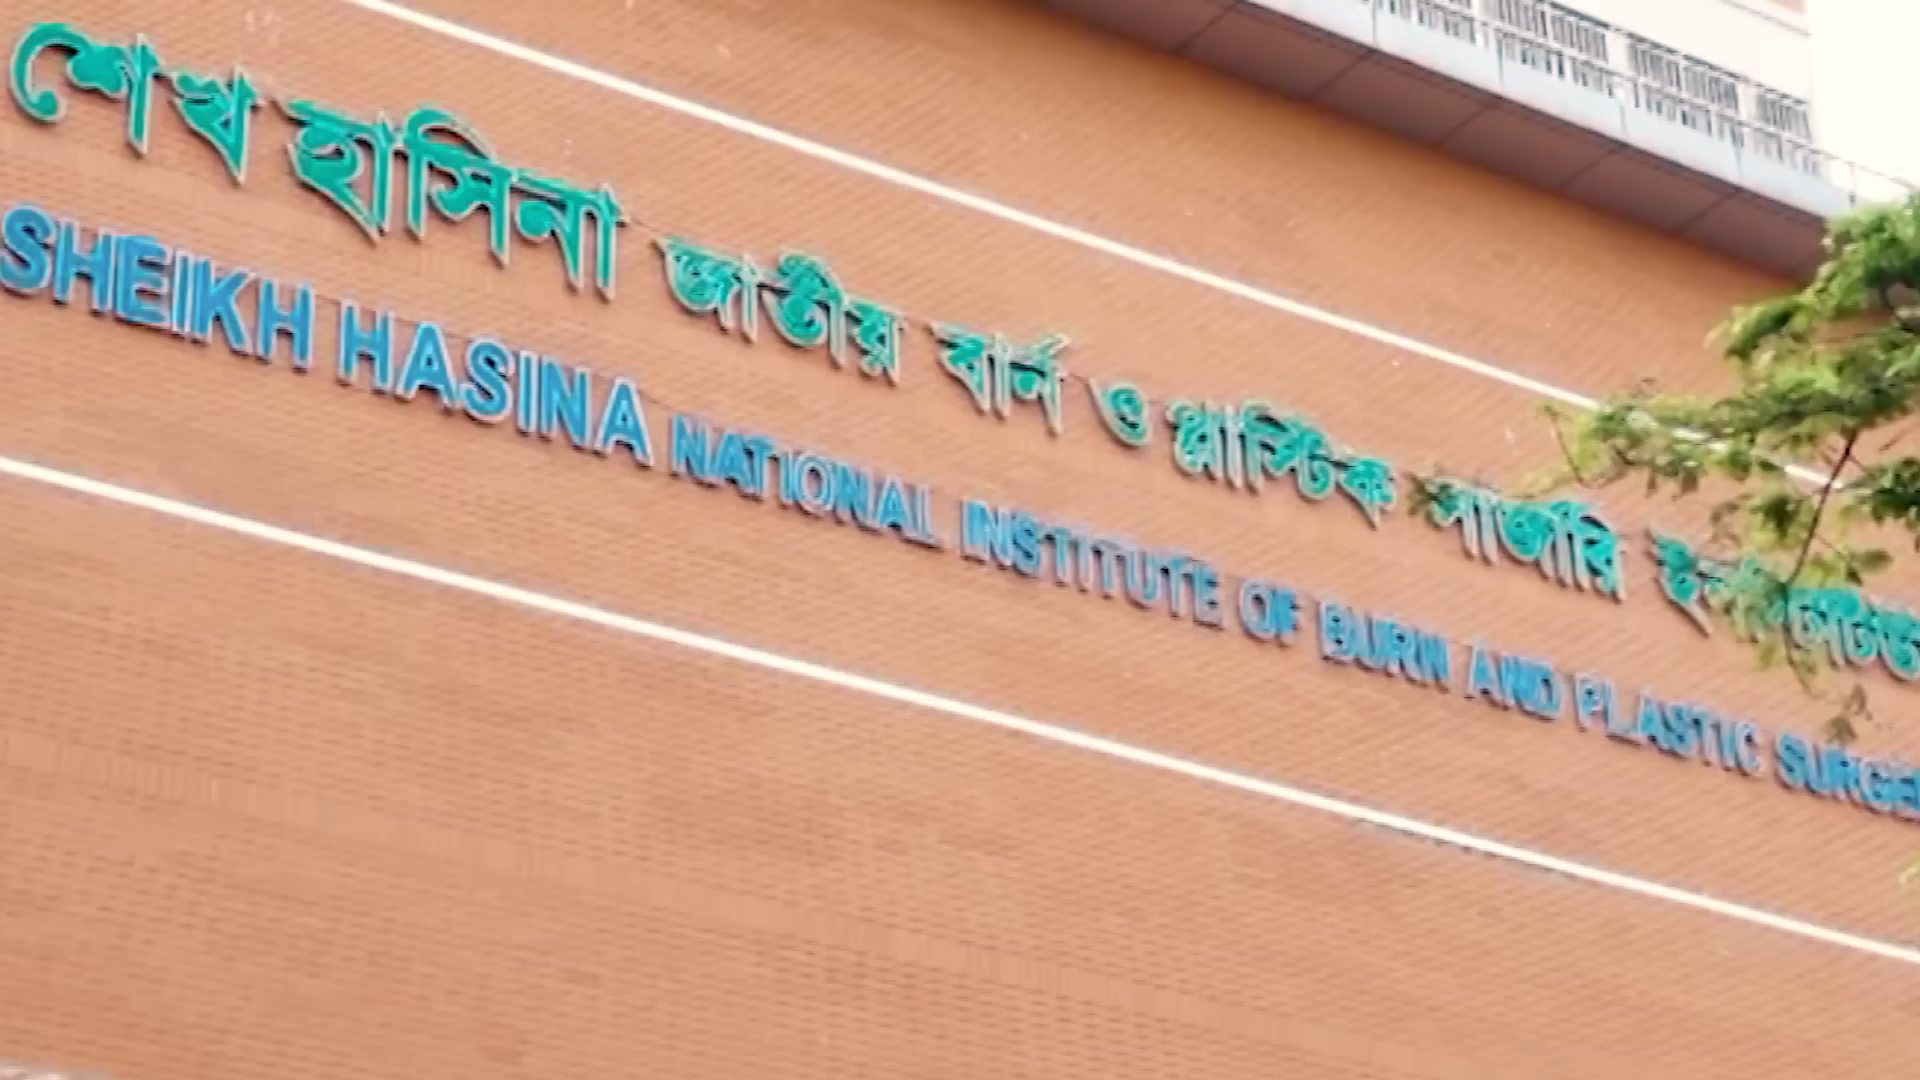 শেখ হাসিনা জাতীয় বার্ন ও প্লাস্টিক সার্জারি
SHEIKH HASINA NATIONAL INSTITUTE OF BURN AND PLASTIC